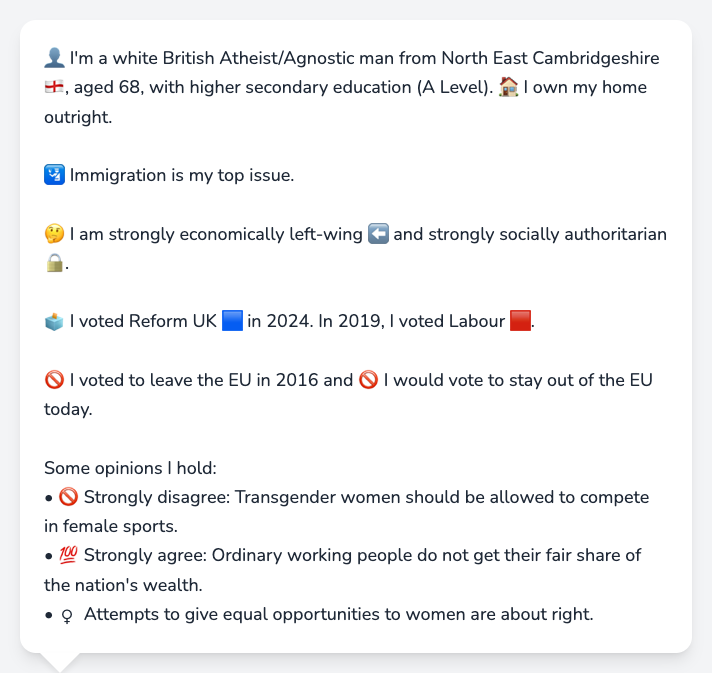 👤 I'm a white British Atheist/Agnostic man from North East Cambridgeshire
🏴󠁧󠁢󠁥󠁮󠁧󠁿, aged 68, with higher secondary education (A Level). 🏠 I own my home
outright.
🛂 Immigration is my top issue.
🤔 I am strongly economically left-wing ⬅️ and strongly socially authoritarian
🔒.
🗳️ I voted Reform UK 🟦 in 2024. In 2019, I voted Labour 🟥.
🚫 I voted to leave the EU in 2016 and 🚫 I would vote to stay out of the EU
today.
Some opinions I hold:
• 🚫 Strongly disagree: Transgender women should be allowed to compete
in female sports.
• 💯 Strongly agree: Ordinary working people do not get their fair share of
the nation's wealth.
• ♀ Attempts to give equal opportunities to women are about right.